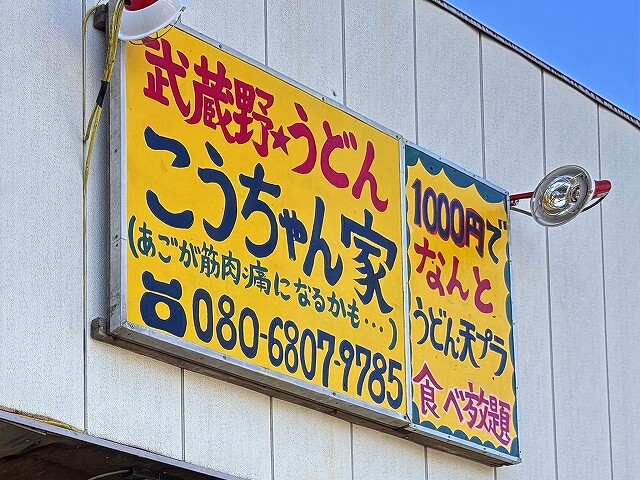 武蔵野★うどん
こうちゃん家
(あごが筋肉痛になるかも…)
☎080-6807-9785
1000円で
なんと
うどん・天プラ
食べ放題